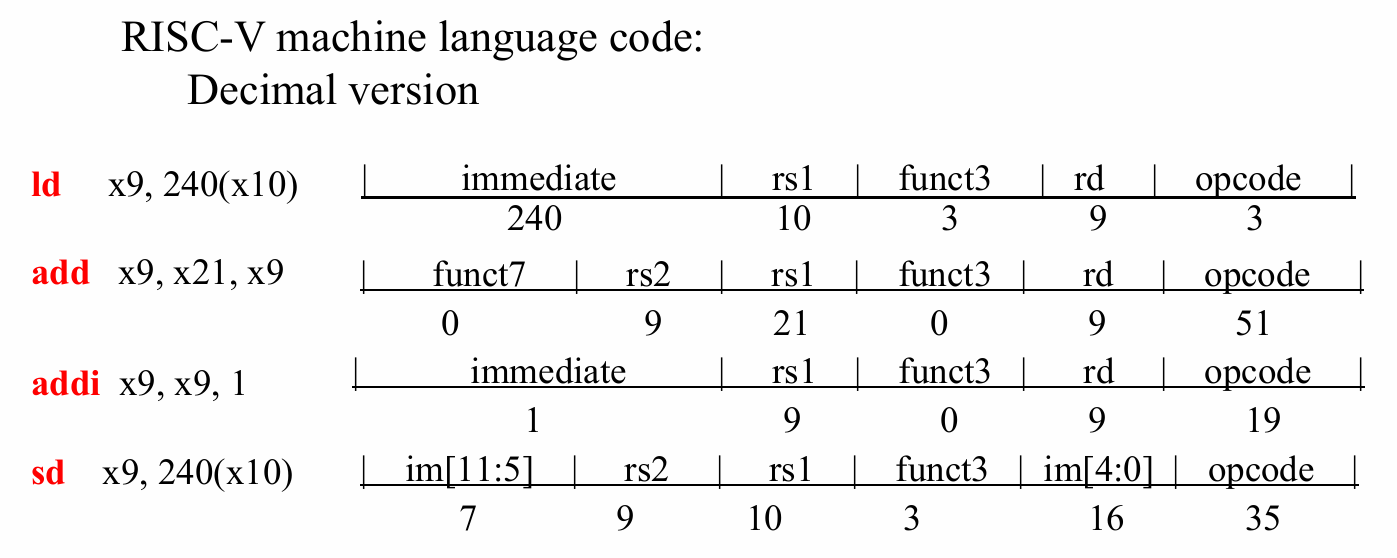 RISC-V machine language code:
Decimal version
ld x9, 240(x10) | immediate | rs1 | funct3 | rd | opcode |
240 10 3 9 3
add x9, x21, x9 | funct7 | rs2 | rs1 | funct3 | rd | opcode |
0 9 21 0 9 51
addi x9, x9, 1 | immediate | rs1 | funct3 | rd | opcode |
1 9 0 9 19
sd x9, 240(x10) | im[11:5] | rs2 | rs1 | funct3 | im[4:0] | opcode |
7 9 10 3 16 35